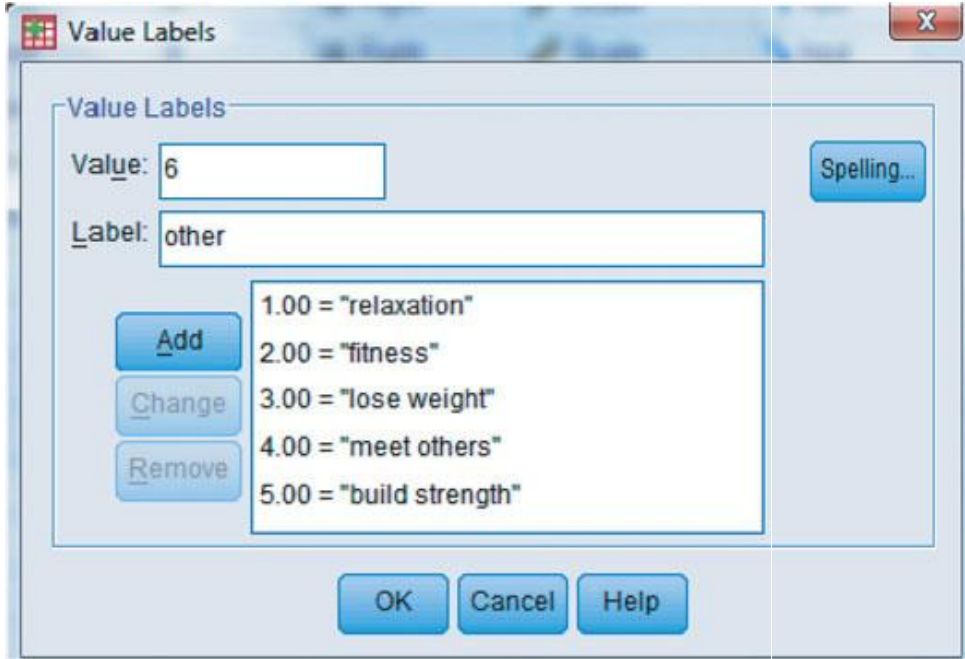 Value Labels
Value Labels
Value: 6
Spelling...
Label: other
1.00 = "relaxation"
Add
2.00 = "fitness"
Change
3.00 = "lose weight"
4.00 = "meet others"
Remove
5.00 = "build strength"
OK Cancel Help